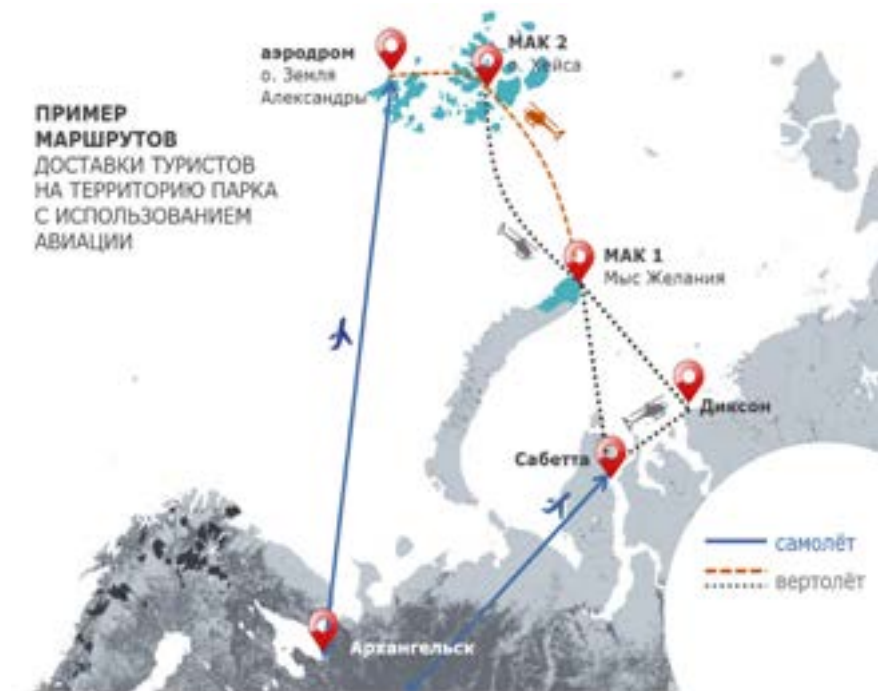 аэродром
о. Земля
Александры
МАК 2
о. Хейса
ПРИМЕР
МАРШРУТОВ
ДОСТАВКИ ТУРИСТОВ
НА ТЕРРИТОРИЮ ПАРКА
С ИСПОЛЬЗОВАНИЕМ
АВИАЦИИ
МАК 1
Мыс Желания
Диксон
Сабетта
самолёт
вертолёт
Архангельск